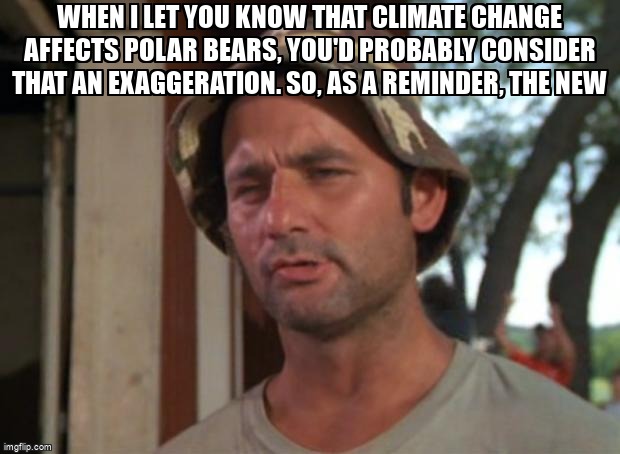 WHEN I LET YOU KNOW THAT CLIMATE CHANGE
AFFECTS POLAR BEARS, YOU'D PROBABLY CONSIDER
THAT AN EXAGGERATION. SO, AS A REMINDER, THE NEW
imgflip.com